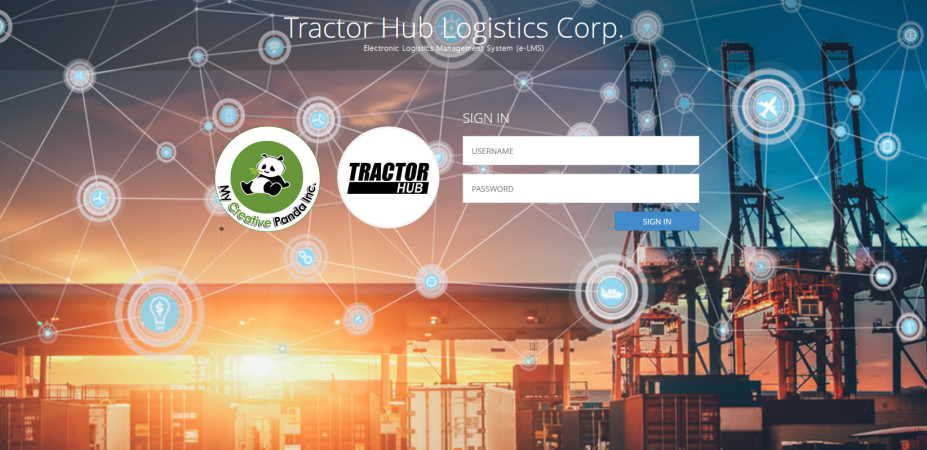 Tractor Hub Logistics Corp.
Electronic Logistics Management System (e-LMS)
SIGN IN
USERNAME
PASSWORD
SIGN IN
My Creative Panda Inc.
TRACTOR
HUB